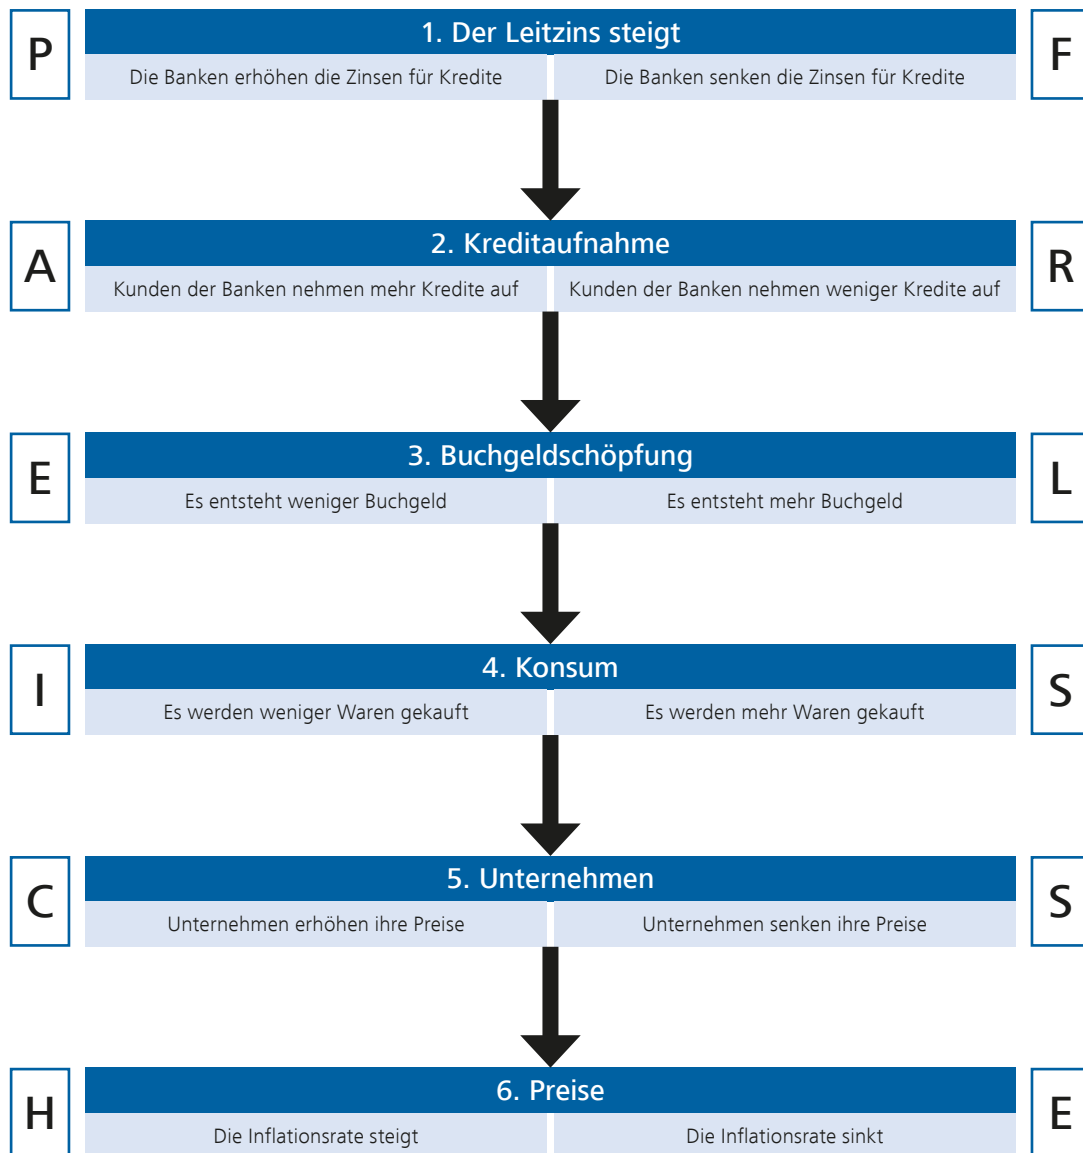 P
1. Der Leitzins steigt
F
Die Banken erhöhen die Zinsen für Kredite
Die Banken senken die Zinsen für Kredite
A
2. Kreditaufnahme
R
Kunden der Banken nehmen mehr Kredite auf
Kunden der Banken nehmen weniger Kredite auf
E
3. Buchgeldschöpfung
L
Es entsteht weniger Buchgeld
Es entsteht mehr Buchgeld
I
4. Konsum
S
Es werden weniger Waren gekauft
Es werden mehr Waren gekauft
C
5. Unternehmen
S
Unternehmen erhöhen ihre Preise
Unternehmen senken ihre Preise
H
6. Preise
E
Die Inflationsrate steigt
Die Inflationsrate sinkt